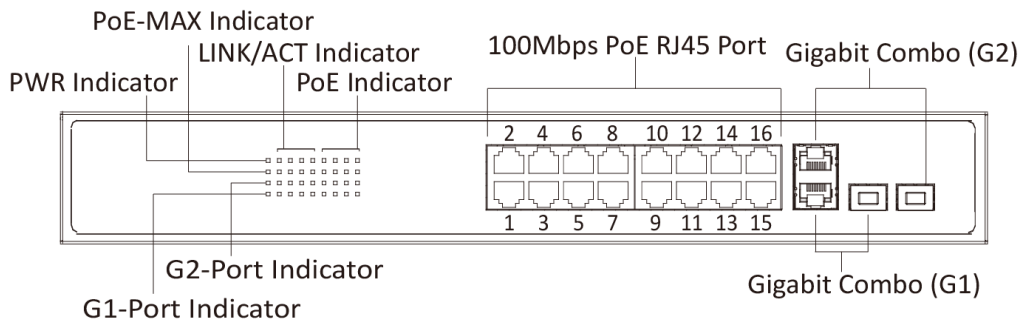 PoE-MAX Indicator
LINK/ACT Indicator
PWR Indicator
PoE Indicator
100Mbps PoE RJ45 Port
Gigabit Combo (G2)
2 4 6 8 10 12 14 16
1 3 5 7 9 11 13 15
G2-Port Indicator
G1-Port Indicator
Gigabit Combo (G1)